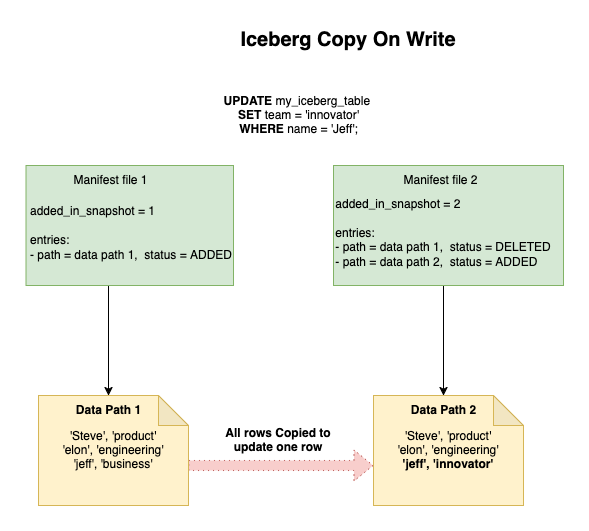 Iceberg Copy On Write
UPDATE my_iceberg_table
SET team = 'innovator'
WHERE name = 'Jeff';
Manifest file 1
added_in_snapshot = 1
entries:
- path = data path 1,  status = ADDED
Manifest file 2
added_in_snapshot = 2
entries:
- path = data path 1,  status = DELETED
- path = data path 2,  status = ADDED
Data Path 1
'Steve', 'product'
'elon', 'engineering'
'jeff', 'business'
All rows Copied to
update one row
Data Path 2
'Steve', 'product'
'elon', 'engineering'
'jeff', 'innovator'